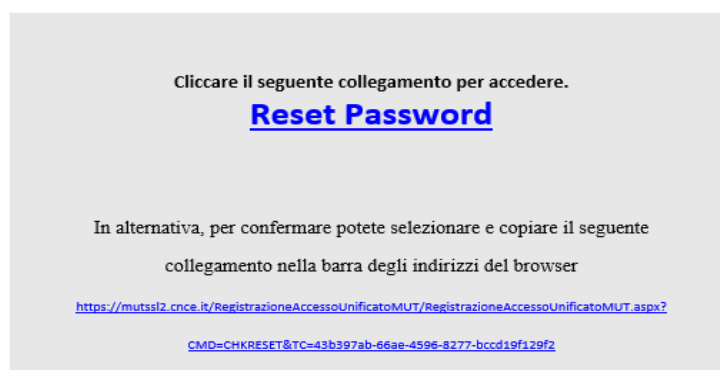 Cliccare il seguente collegamento per accedere.
Reset Password
In alternativa, per confermare potete selezionare e copiare il seguente
collegamento nella barra degli indirizzi del browser
https://mutssl2.cnce.it/RegistrazioneAccessoUnificatoMUT/RegistrazioneAccessoUnificatoMUT.aspx?
CMD=CHKRESET&TC=43b397ab-66ae-4596-8277-bccd19f129f2